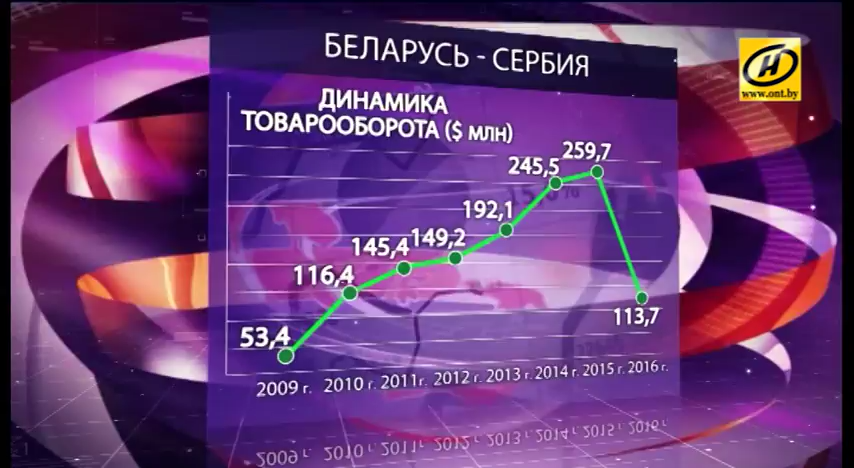 БЕЛАРУСЬ - СЕРБИЯ
www.ont.by
ДИНАМИКА
ТОВАРООБОРОТА ($ МЛН)
259,7
245,5
192,1
149,2
145,4
116,4
113,7
53,4
2009 г. 2010 г. 2011г. 2012 г. 2013 г. 2014 г. 2015 г. 2016 г.